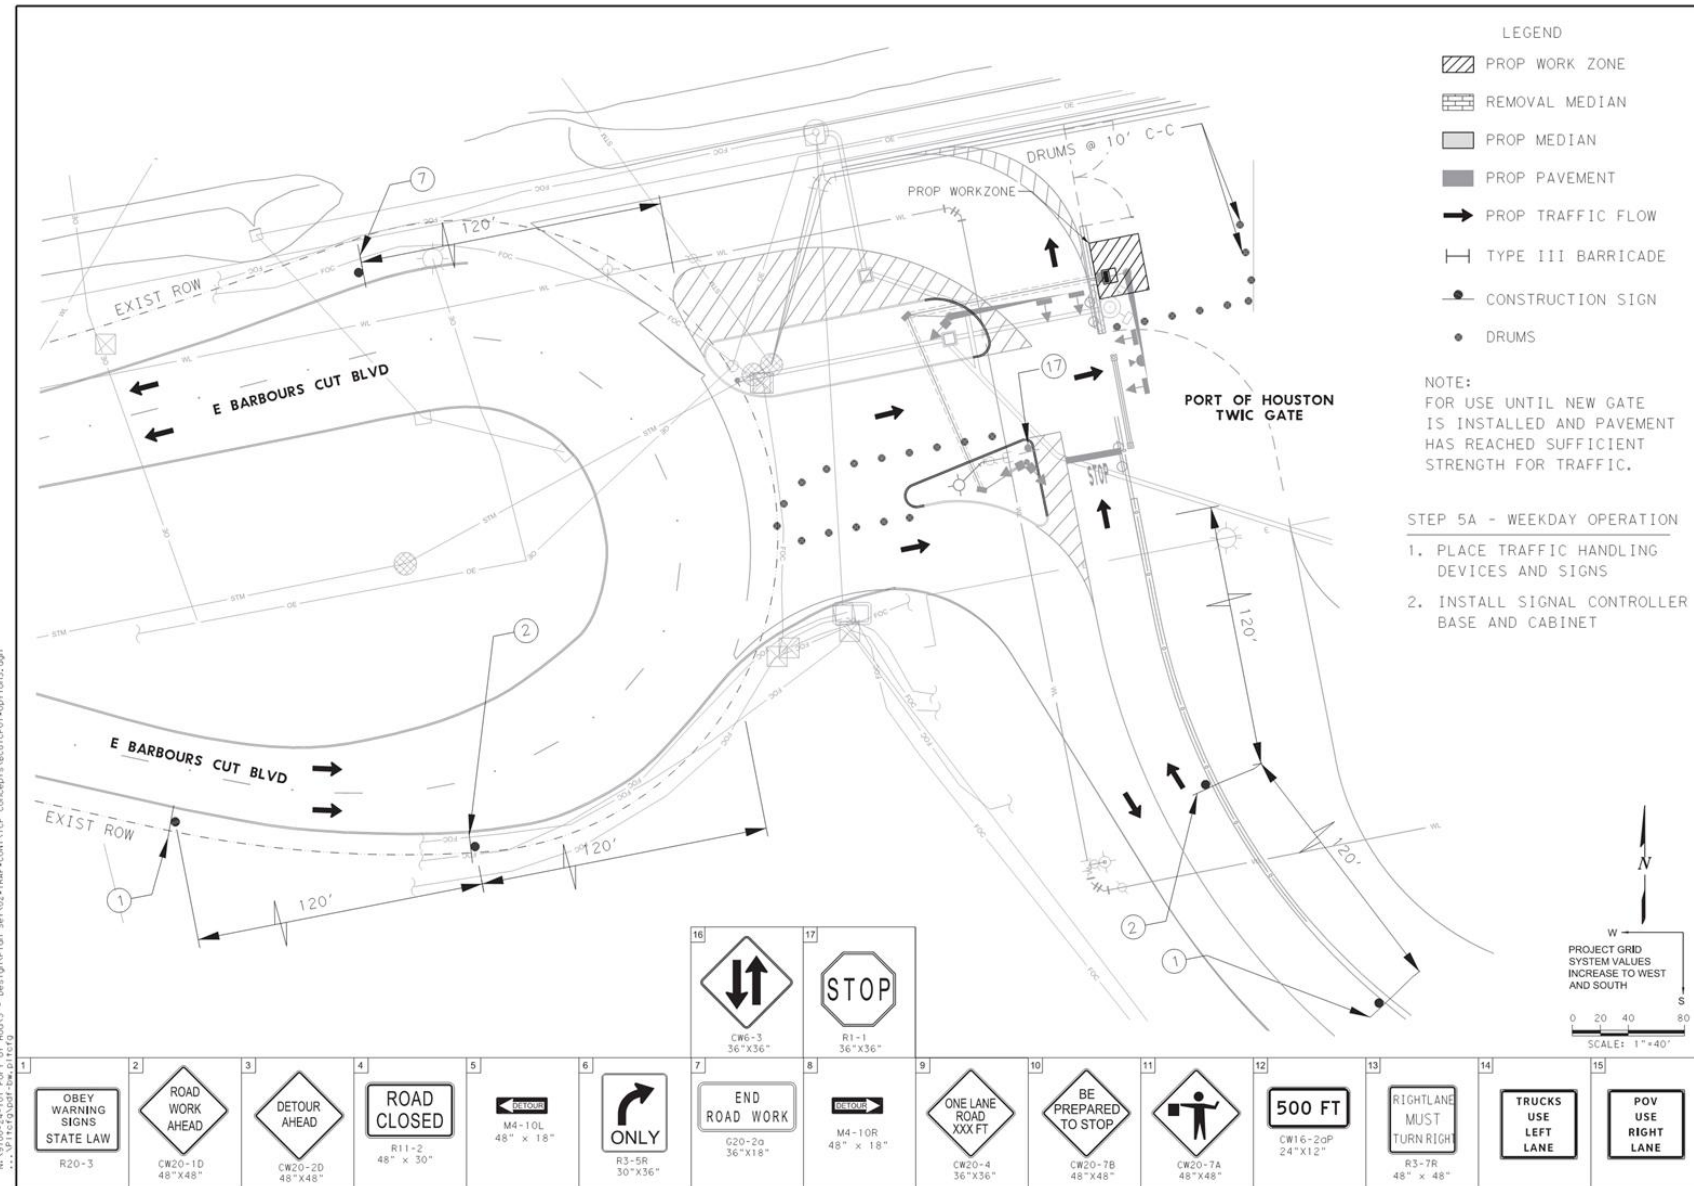 LEGEND
PROP WORK ZONE
REMOVAL MEDIAN
PROP MEDIAN
PROP PAVEMENT
PROP TRAFFIC FLOW
TYPE III BARRICADE
CONSTRUCTION SIGN
DRUMS
NOTE:
FOR USE UNTIL NEW GATE
IS INSTALLED AND PAVEMENT
HAS REACHED SUFFICIENT
STRENGTH FOR TRAFFIC.
STEP 5A - WEEKDAY OPERATION
1. PLACE TRAFFIC HANDLING
DEVICES AND SIGNS
2. INSTALL SIGNAL CONTROLLER
BASE AND CABINET
DRUMS @ 10' C-C
PROP WORKZONE
7
120'
EXIST ROW
E BARBOURS CUT BLVD
17
PORT OF HOUSTON
TWIC GATE
STOP
2
120'
E BARBOURS CUT BLVD
EXIST ROW
120'
120'
1
2
120'
1
N
W
S
PROJECT GRID
SYSTEM VALUES
INCREASE TO WEST
AND SOUTH
0 20 40 80
SCALE: 1"=40'
16
CW6-3
36"X36"
17
STOP
R1-1
36"X36"
1
OBEY
WARNING
SIGNS
STATE LAW
R20-3
2
ROAD
WORK
AHEAD
CW20-1D
48"X48"
3
DETOUR
AHEAD
CW20-2D
48"X48"
4
ROAD
CLOSED
R11-2
48" x 30"
5
DETOUR
M4-10L
48" x 18"
6
ONLY
R3-5R
30"X36"
7
END
ROAD WORK
G20-2a
36"X18"
8
DETOUR
M4-10R
48" x 18"
9
ONE LANE
ROAD
XXX FT
CW20-4
36"X36"
10
BE
PREPARED
TO STOP
CW20-7B
48"X48"
11
CW20-7A
48"X48"
12
500 FT
CW16-2aP
24"X12"
13
RIGHT LANE
MUST
TURN RIGHT
R3-7R
48" x 48"
14
TRUCKS
USE
LEFT
LANE
15
POV
USE
RIGHT
LANE